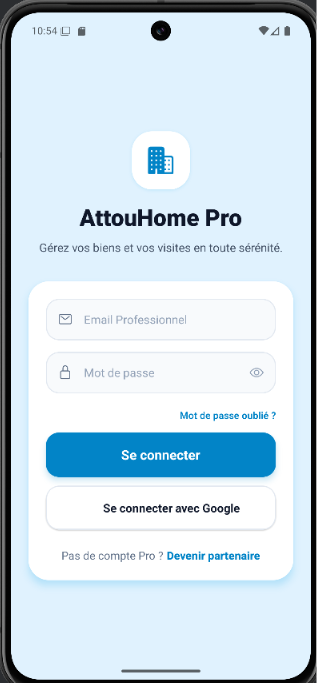 10:54
AttouHome Pro
Gérez vos biens et vos visites en toute sérénité.
Email Professionnel
Mot de passe
Mot de passe oublié ?
Se connecter
Se connecter avec Google
Pas de compte Pro ? Devenir partenaire